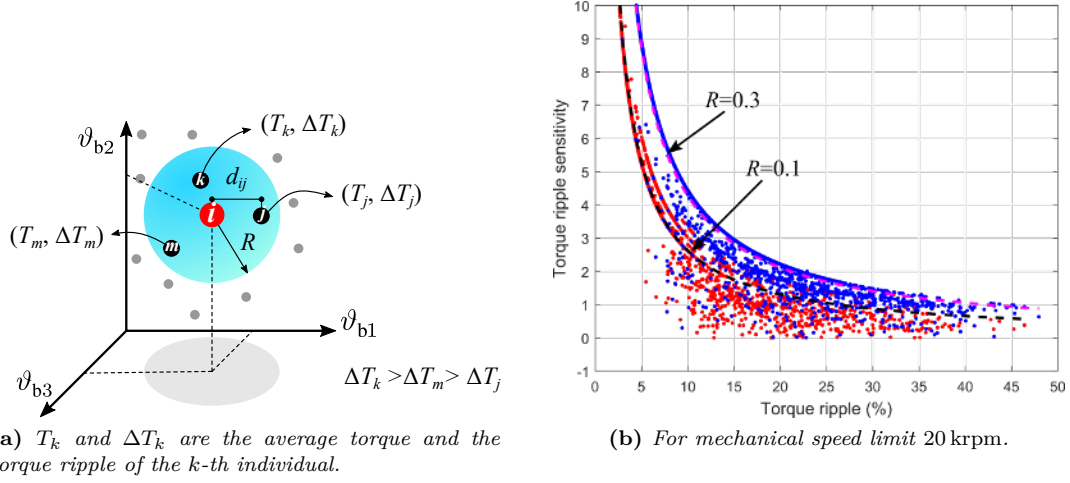 ϑb2
(Tk, ΔTk)
k
dij
(Tj, ΔTj)
i
j
(Tm, ΔTm)
m
R
ϑb1
ϑb3
ΔTk >ΔTm> ΔTj
a) Tk and ΔTk are the average torque and the
orque ripple of the k-th individual.
10
9
8
7
6
5
4
3
2
1
0
-1
Torque ripple sensitivity
R=0.3
R=0.1
0 5 10 15 20 25 30 35 40 45 50
Torque ripple (%)
(b) For mechanical speed limit 20 krpm.